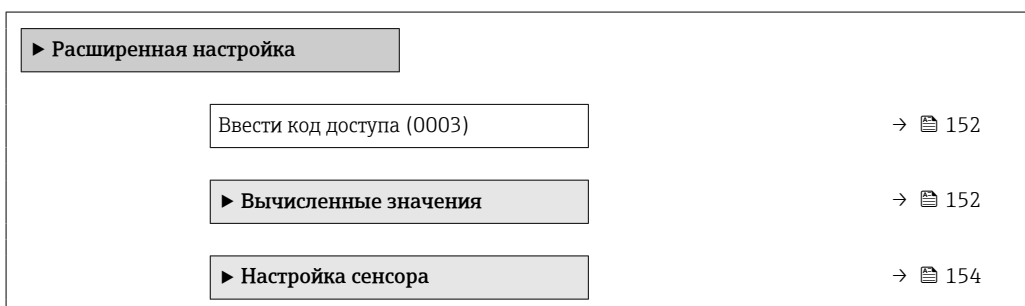 ▶ Расширенная настройка
Ввести код доступа (0003) → 152
▶ Вычисленные значения → 152
▶ Настройка сенсора → 154